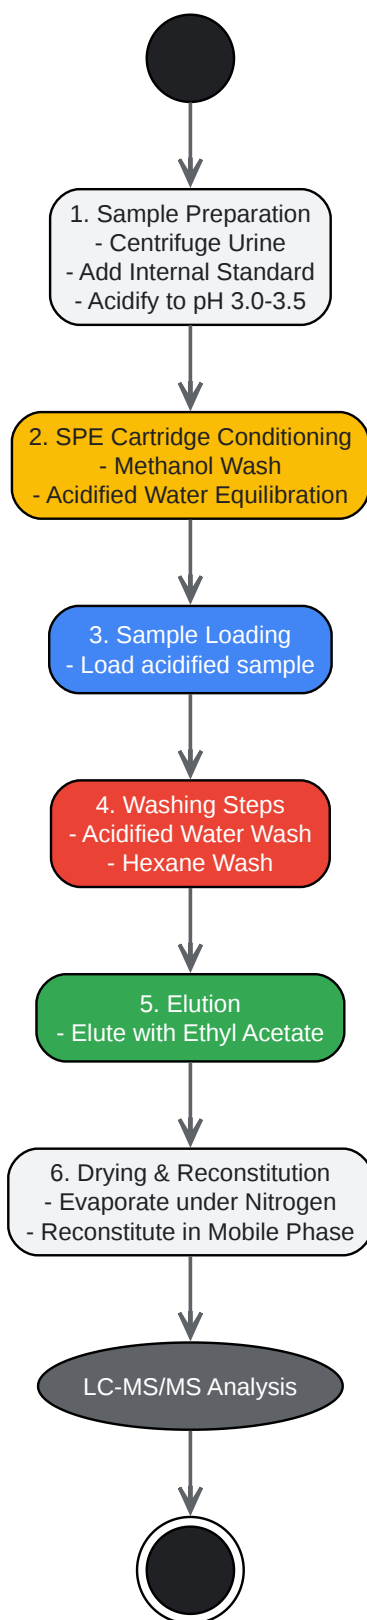 1. Sample Preparation
- Centrifuge Urine
- Add Internal Standard
- Acidify to pH 3.0-3.5
2. SPE Cartridge Conditioning
- Methanol Wash
- Acidified Water Equilibration
3. Sample Loading
- Load acidified sample
4. Washing Steps
- Acidified Water Wash
- Hexane Wash
5. Elution
- Elute with Ethyl Acetate
6. Drying & Reconstitution
- Evaporate under Nitrogen
- Reconstitute in Mobile Phase
LC-MS/MS Analysis